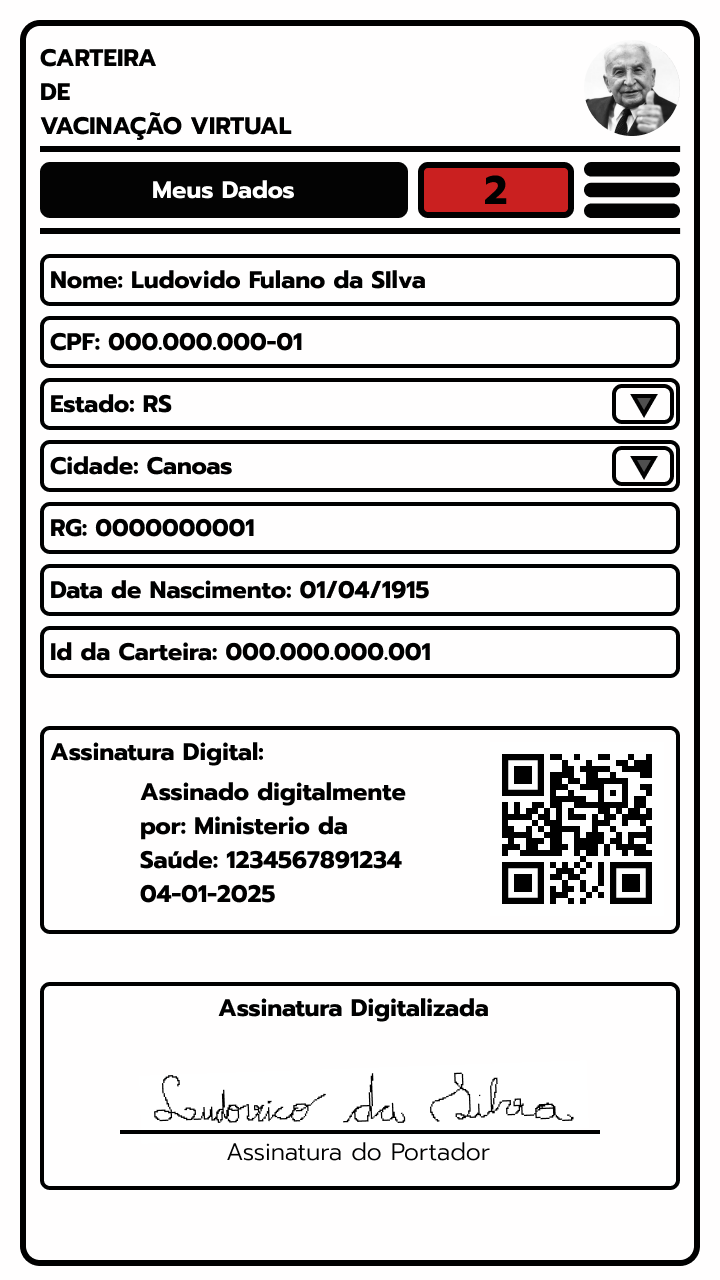 CARTEIRA
DE
VACINAÇÃO VIRTUAL
Meus Dados
2
Nome: Ludovido Fulano da SIlva
CPF: 000.000.000-01
Estado: RS
Cidade: Canoas
RG: 0000000001
Data de Nascimento: 01/04/1915
Id da Carteira: 000.000.000.001
Assinatura Digital:
Assinado digitalmente
por: Ministerio da
Saúde: 1234567891234
04-01-2025
Assinatura Digitalizada
Ludovico da Silva
Assinatura do Portador